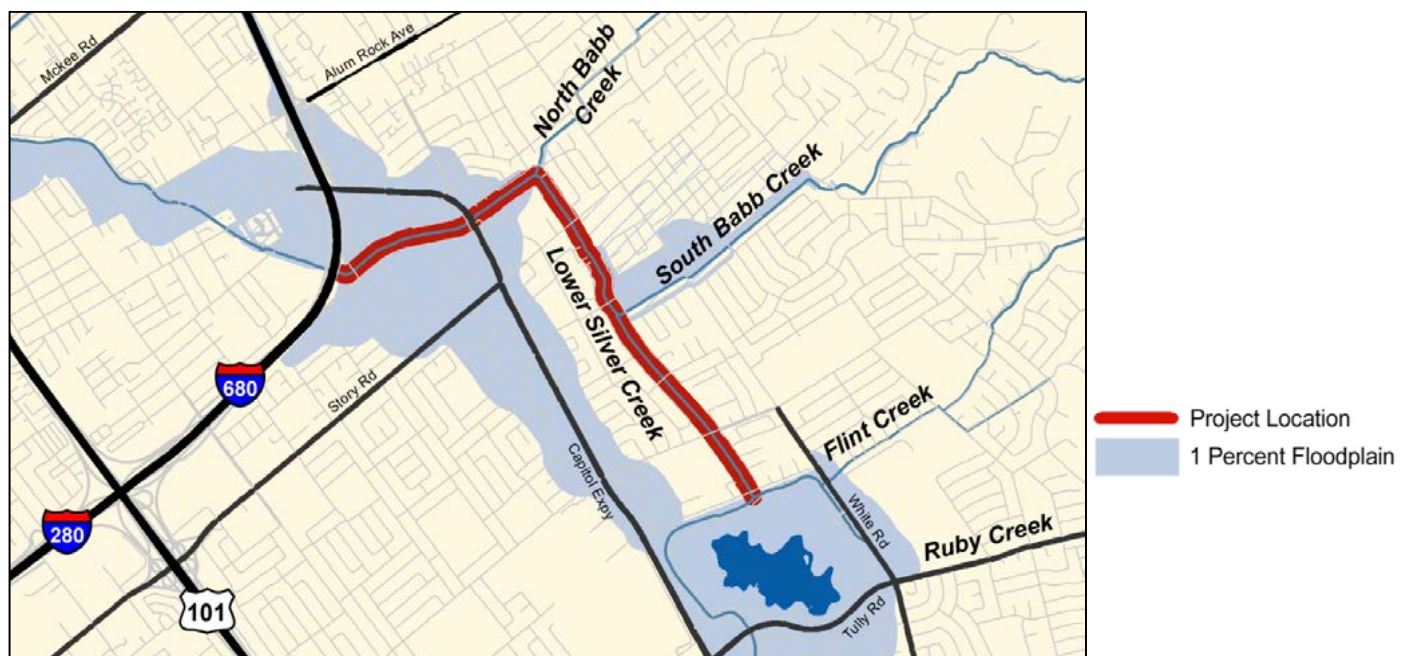 Mckee Rd
Alum Rock Ave
North Babb
Creek
South Babb Creek
Lower Silver Creek
680
Story Rd
Flint Creek
Project Location
1 Percent Floodplain
Capitol Expy
White Rd
280
Ruby Creek
101
Tully Rd